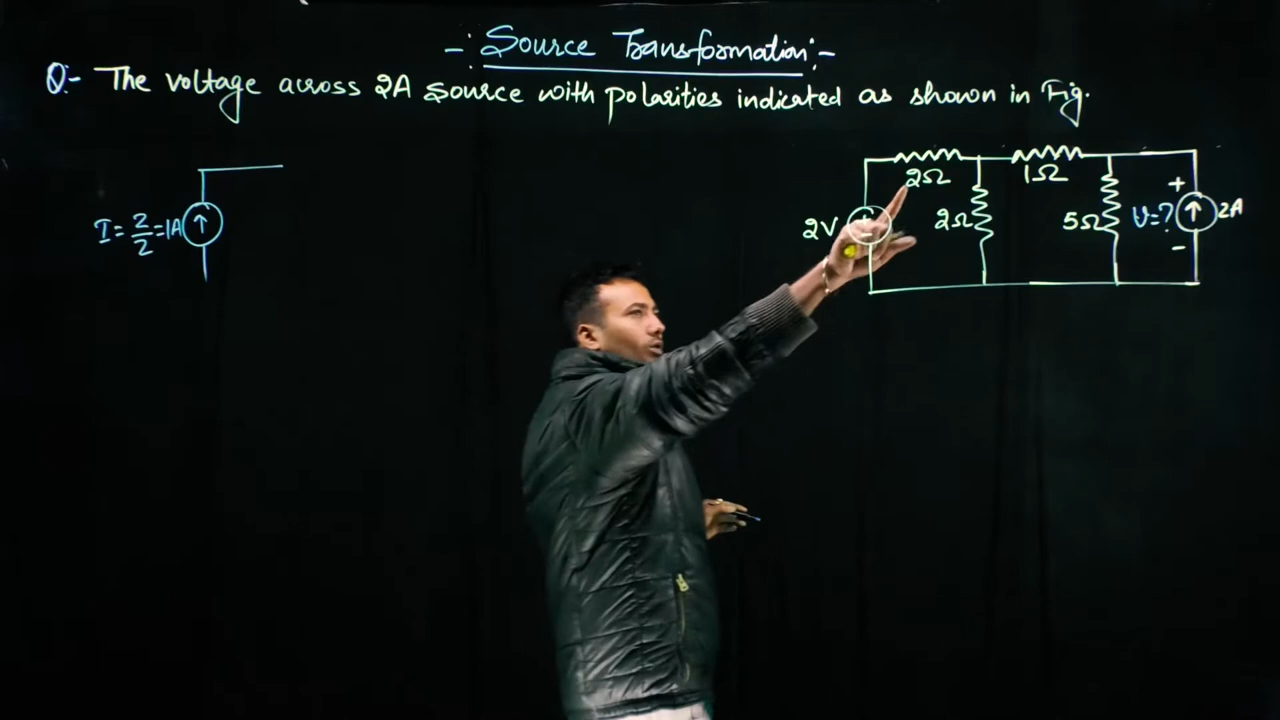 -: Source Transformation :-
Q:- The voltage across 2A source with polarities indicated as shown in Fig.
I = 2/2 = 1A
2Ω 1Ω
2V + - 2Ω 5Ω V=? + - 2A